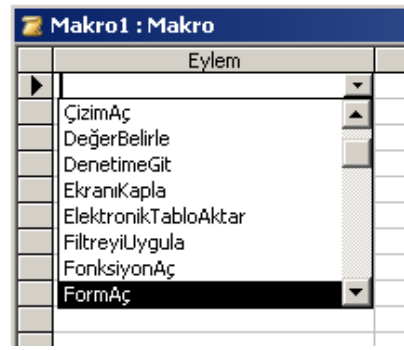 Makro1 : Makro
Eylem
ÇizimAç
DeğerBelirle
DenetimeGit
EkranıKapla
ElektronikTabloAktar
FiltreyiUygula
FonksiyonAç
FormAç